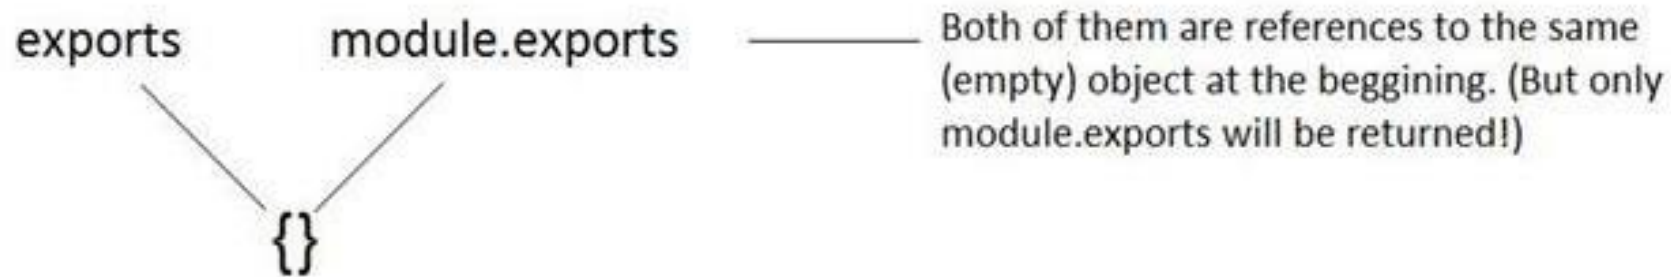 exports
module.exports
Both of them are references to the same
(empty) object at the beggining. (But only
module.exports will be returned!)
{}